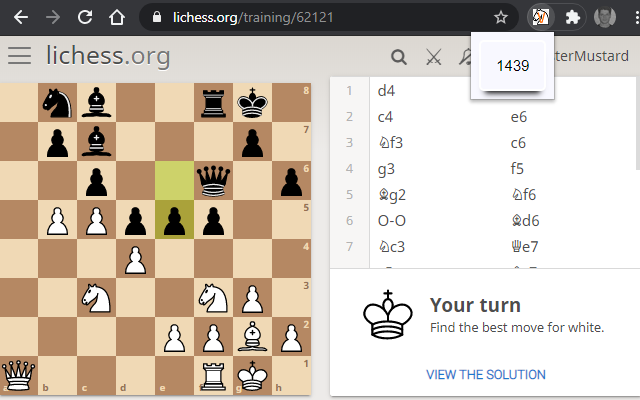 lichess.org/training/62121
lichess.org
1439
terMustard
1 d4
2 c4 e6
3 ♘f3 c6
4 g3 f5
5 ♗g2 ♘f6
6 O-O ♗d6
7 ♘c3 ♕e7
8
7
6
5
4
3
2
1
b c d e f g h
Your turn
Find the best move for white.
VIEW THE SOLUTION